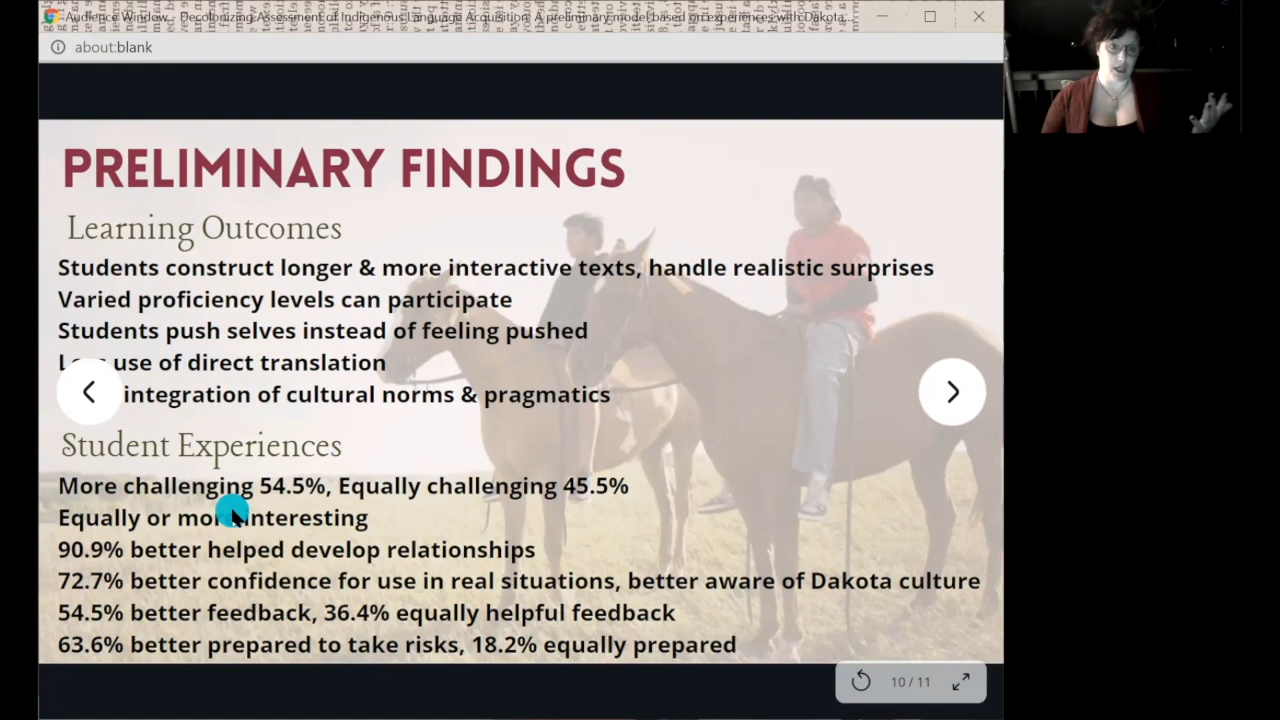 Audience Window - Decolonizing Assessment of Indigenous Language Acquisition: A preliminary model based on experiences with Dakota...
about:blank
PRELIMINARY FINDINGS
Learning Outcomes
Students construct longer & more interactive texts, handle realistic surprises
Varied proficiency levels can participate
Students push selves instead of feeling pushed
use of direct translation
integration of cultural norms & pragmatics
Student Experiences
More challenging 54.5%, Equally challenging 45.5%
Equally or more interesting
90.9% better helped develop relationships
72.7% better confidence for use in real situations, better aware of Dakota culture
54.5% better feedback, 36.4% equally helpful feedback
63.6% better prepared to take risks, 18.2% equally prepared
10 / 11